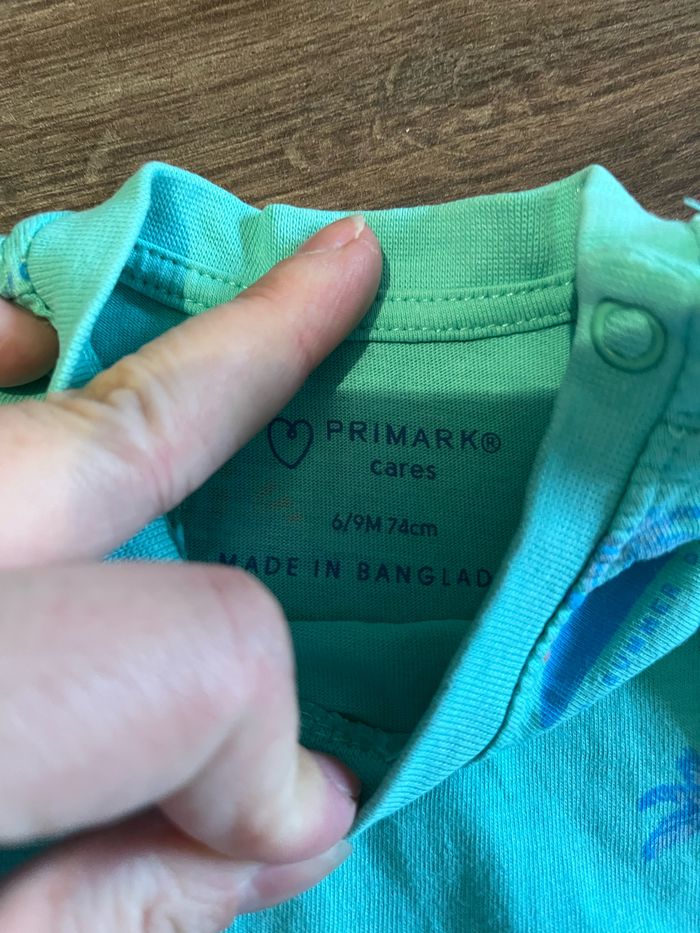 PRIMARK®
cares
6/9M 74cm
MADE IN BANGLAD